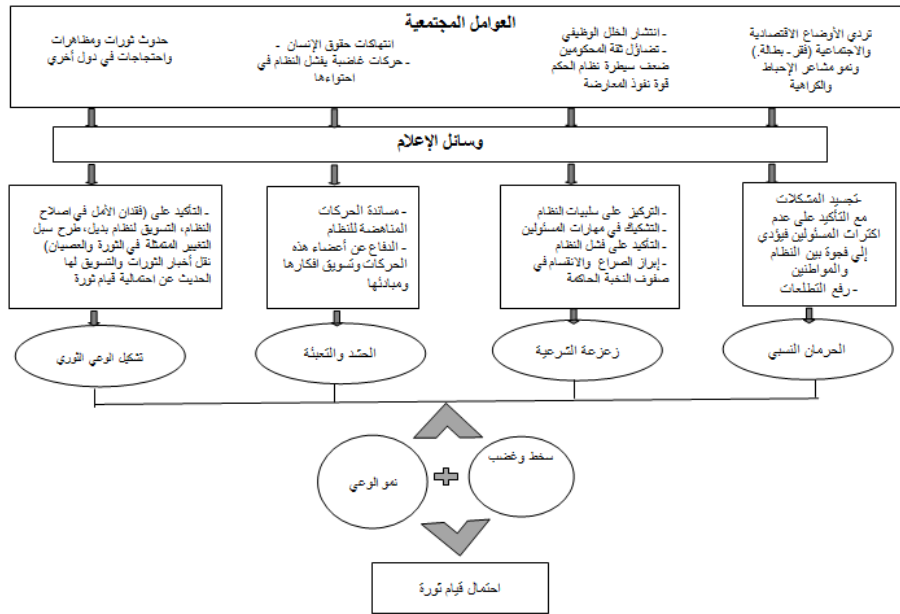 العوامل المجتمعية
تردي الأوضاع الاقتصادية
والاجتماعية (فقر ـ بطالة.)
ونمو مشاعر الإحباط
والكراهية
ـ انتشار الخلل الوظيفي
ـ تضاؤل ثقة المحكومين
ضعف سيطرة نظام الحكم
قوة نفوذ المعارضة
انتهاكات حقوق الإنسان ـ
ـ حركات غاضبة يفشل النظام في
احتواءها
حدوث ثورات ومظاهرات
واحتجاجات في دول أخري
وسائل الإعلام
-تجسيد المشكلات
مع التأكيد على عدم
اكتراث المسئولين فيؤدي
إلي فجوة بين النظام
والمواطنين
ـ رفع التطلعات
ـ التركيز على سلبيات النظام
ـ التشكيك في مهارات المسئولين
ـ التأكيد على فشل النظام
ـ إبراز الصراع والانقسام في
صفوف النخبة الحاكمة
ـ مساندة الحركات
المناهضة للنظام
ـ الدفاع عن أعضاء هذه
الحركات وتسويق افكارها
ومبادئها
ـ التأكيد على (فقدان الأمل في اصلاح
النظام، التسويق لنظام بديل، طرح سبل
التغيير المتمثلة في الثورة والعصيان)
نقل أخبار الثورات والتسويق لها
الحديث عن احتمالية قيام ثورة
الحرمان النسبي
زعزعة الشرعية
الحشد والتعبئة
تشكيل الوعي الثوري
سخط وغضب
نمو الوعي
احتمال قيام ثورة